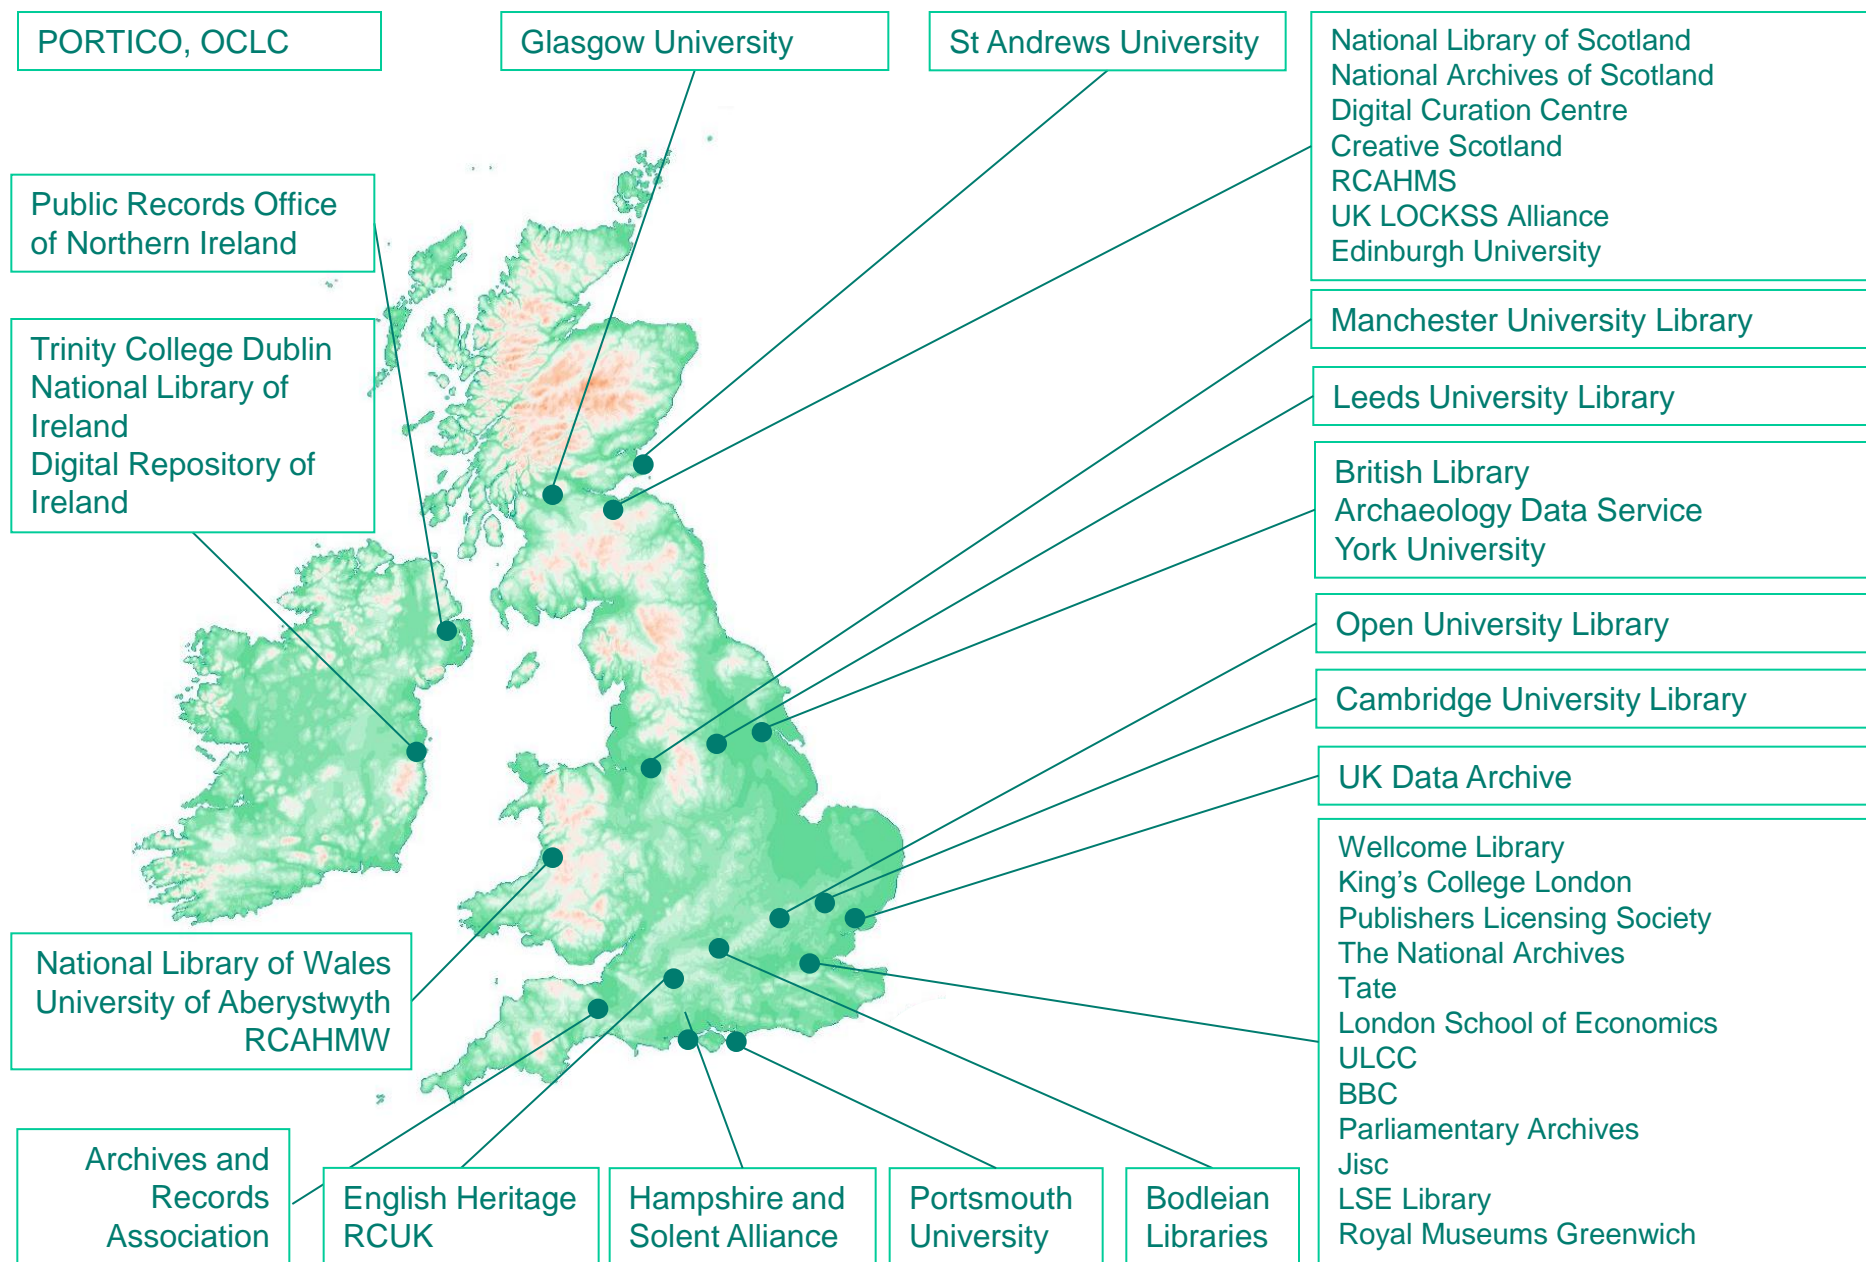 PORTICO, OCLC
Glasgow University
St Andrews University
National Library of Scotland
National Archives of Scotland
Digital Curation Centre
Creative Scotland
RCAHMS
UK LOCKSS Alliance
Edinburgh University
Public Records Office
of Northern Ireland
Trinity College Dublin
National Library of
Ireland
Digital Repository of
Ireland
Manchester University Library
Leeds University Library
British Library
Archaeology Data Service
York University
Open University Library
Cambridge University Library
UK Data Archive
Wellcome Library
King’s College London
Publishers Licensing Society
The National Archives
Tate
London School of Economics
ULCC
BBC
Parliamentary Archives
Jisc
LSE Library
Royal Museums Greenwich
National Library of Wales
University of Aberystwyth
RCAHMW
Archives and
Records
Association
English Heritage
RCUK
Hampshire and
Solent Alliance
Portsmouth
University
Bodleian
Libraries